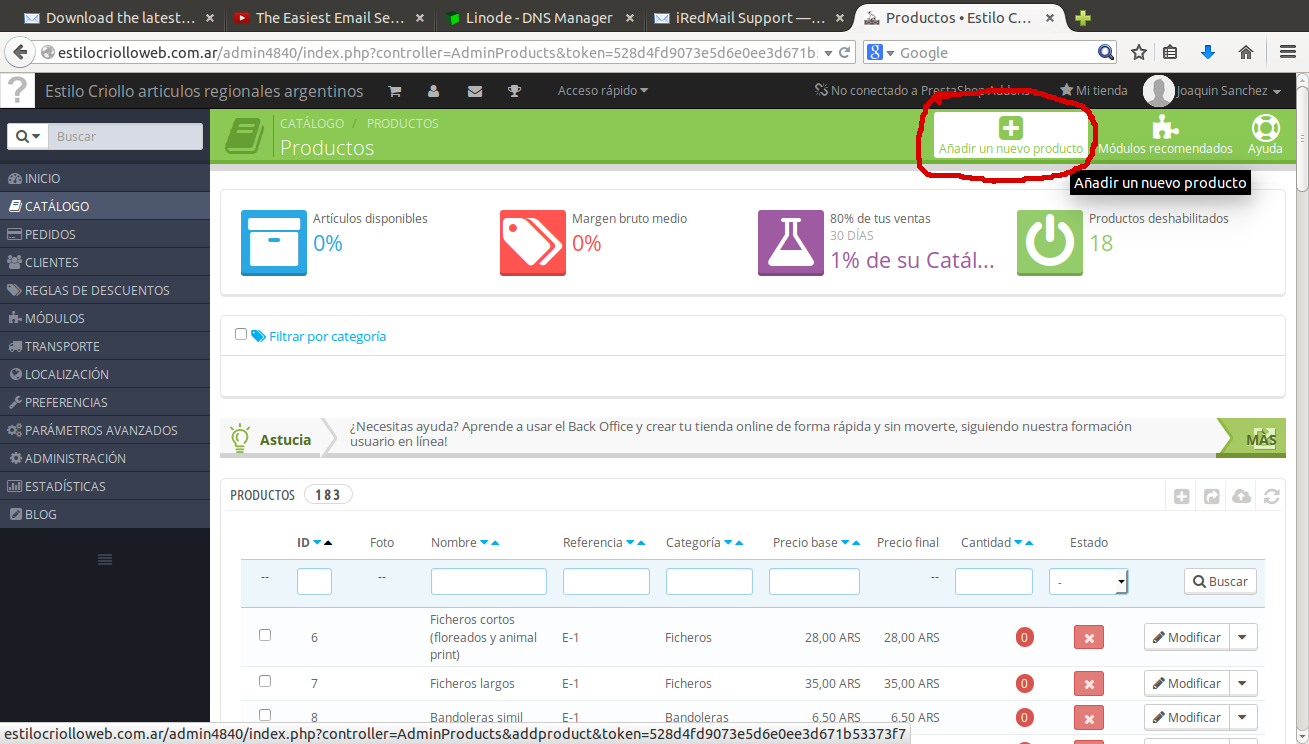 Download the latest...
The Easiest Email Se...
Linode - DNS Manager
iRedMail Support —...
Productos • Estilo C...
estilocriolloweb.com.ar/admin4840/index.php?controller=AdminProducts&token=528d4fd9073e5d6e0ee3d671b
Google
Estilo Criollo articulos regionales argentinos
Acceso rápido
No conectado a PrestaShop Addons
Mi tienda
Joaquin Sanchez
Buscar
CATÁLOGO / PRODUCTOS
Productos
Añadir un nuevo producto
Módulos recomendados
Ayuda
Añadir un nuevo producto
INICIO
CATÁLOGO
PEDIDOS
CLIENTES
REGLAS DE DESCUENTOS
MÓDULOS
TRANSPORTE
LOCALIZACIÓN
PREFERENCIAS
PARÁMETROS AVANZADOS
ADMINISTRACIÓN
ESTADÍSTICAS
BLOG
Artículos disponibles
0%
Margen bruto medio
0%
80% de tus ventas
30 DÍAS
1% de su Catál...
Productos deshabilitados
18
Filtrar por categoría
Astucia
¿Necesitas ayuda? Aprende a usar el Back Office y crear tu tienda online de forma rápida y sin moverte, siguiendo nuestra formación
usuario en línea!
MÀS
PRODUCTOS 183
ID Foto Nombre Referencia Categoría Precio base Precio final Cantidad Estado
-- -- -- - Buscar
6 Ficheros cortos (floreados y animal print) E-1 Ficheros 28,00 ARS 28,00 ARS 0 Modificar
7 Ficheros largos E-1 Ficheros 35,00 ARS 35,00 ARS 0 Modificar
8 Bandoleras simil E-1 Bandoleras 6,50 ARS 6,50 ARS 0 Modificar
estilocriolloweb.com.ar/admin4840/index.php?controller=AdminProducts&addproduct&token=528d4fd9073e5d6e0ee3d671b53373f7